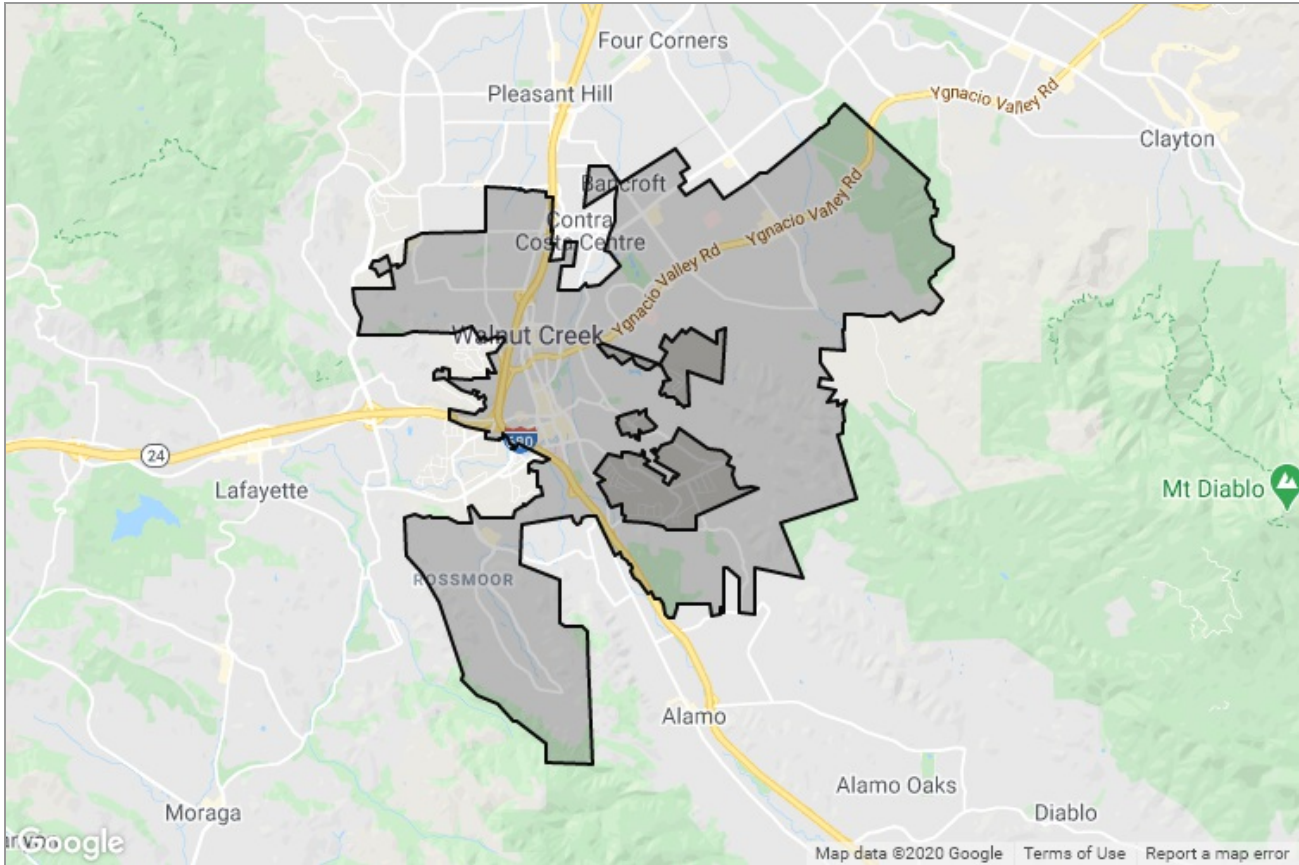 Four Corners
Pleasant Hill
Ygnacio Valley Rd
Clayton
Bancroft
Contra
Costa Centre
Ygnacio Valley Rd
Ygnacio Valley Rd
Walnut Creek
680
24
Lafayette
Mt Diablo
ROSSMOOR
Alamo
Alamo Oaks
Moraga
Diablo
Google
Map data ©2020 Google Terms of Use Report a map error